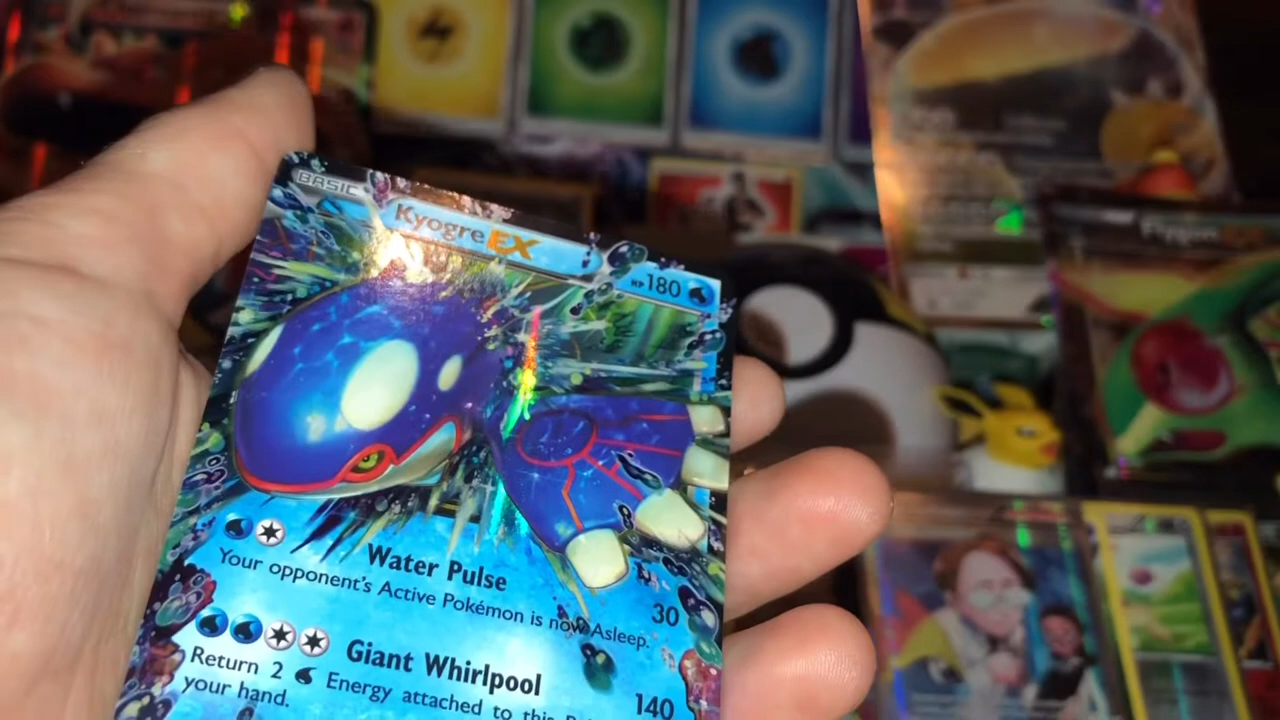 BASIC
Kyogre EX
HP 180
Water Pulse 30
Your opponent's Active Pokémon is now Asleep.
Giant Whirlpool 140
Return 2 Energy attached to this
your hand.